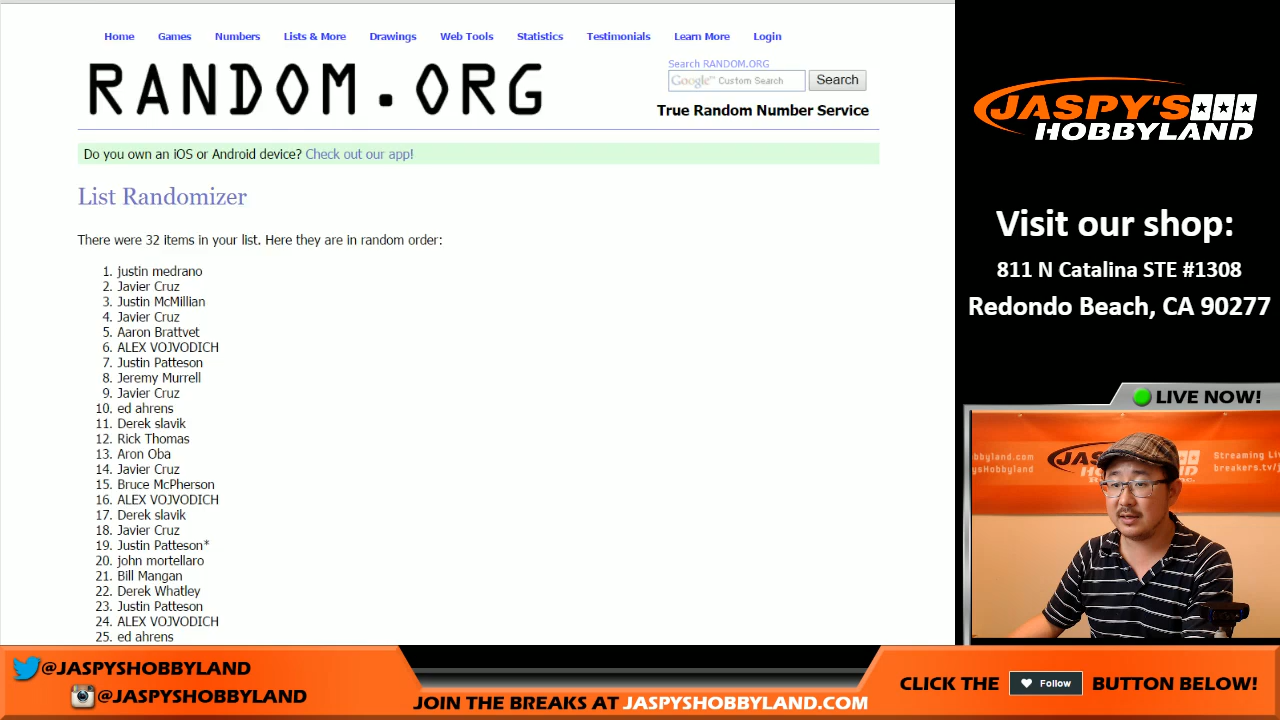 Home Games Numbers Lists & More Drawings Web Tools Statistics Testimonials Learn More Login
RANDOM.ORG
Search RANDOM.ORG
Google™ Custom Search Search
True Random Number Service
Do you own an iOS or Android device? Check out our app!
List Randomizer
There were 32 items in your list. Here they are in random order:
1. justin medrano
2. Javier Cruz
3. Justin McMillian
4. Javier Cruz
5. Aaron Brattvet
6. ALEX VOJVODICH
7. Justin Patteson
8. Jeremy Murrell
9. Javier Cruz
10. ed ahrens
11. Derek slavik
12. Rick Thomas
13. Aron Oba
14. Javier Cruz
15. Bruce McPherson
16. ALEX VOJVODICH
17. Derek slavik
18. Javier Cruz
19. Justin Patteson*
20. john mortellaro
21. Bill Mangan
22. Derek Whatley
23. Justin Patteson
24. ALEX VOJVODICH
25. ed ahrens
JASPY'S
HOBBYLAND
Visit our shop:
811 N Catalina STE #1308
Redondo Beach, CA 90277
LIVE NOW!
@JASPYSHOBBYLAND
@JASPYSHOBBYLAND
JOIN THE BREAKS AT JASPYSHOBBYLAND.COM
CLICK THE Follow BUTTON BELOW!